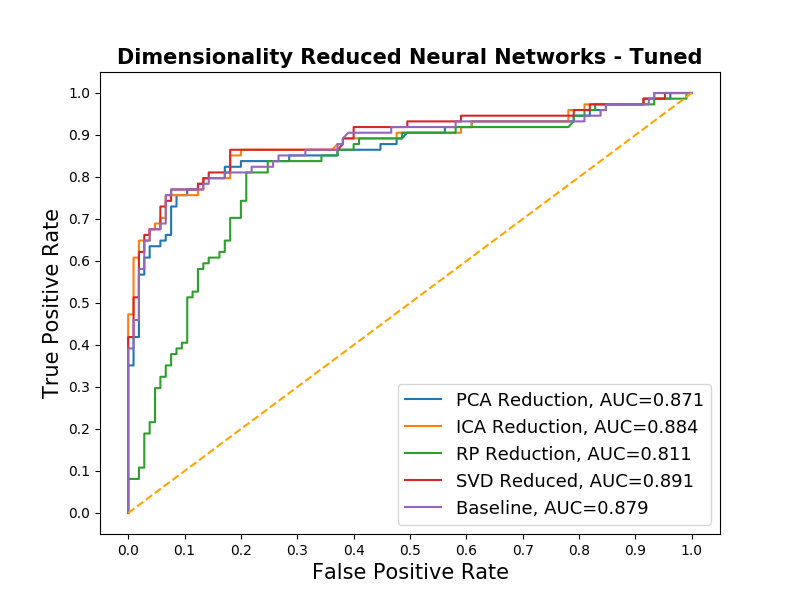 Dimensionality Reduced Neural Networks - Tuned
1.0
0.9
0.8
0.7
0.6
0.5
0.4
0.3
0.2
0.1
0.0
True Positive Rate
PCA Reduction, AUC=0.871
ICA Reduction, AUC=0.884
RP Reduction, AUC=0.811
SVD Reduced, AUC=0.891
Baseline, AUC=0.879
0.0 0.1 0.2 0.3 0.4 0.5 0.6 0.7 0.8 0.9 1.0
False Positive Rate